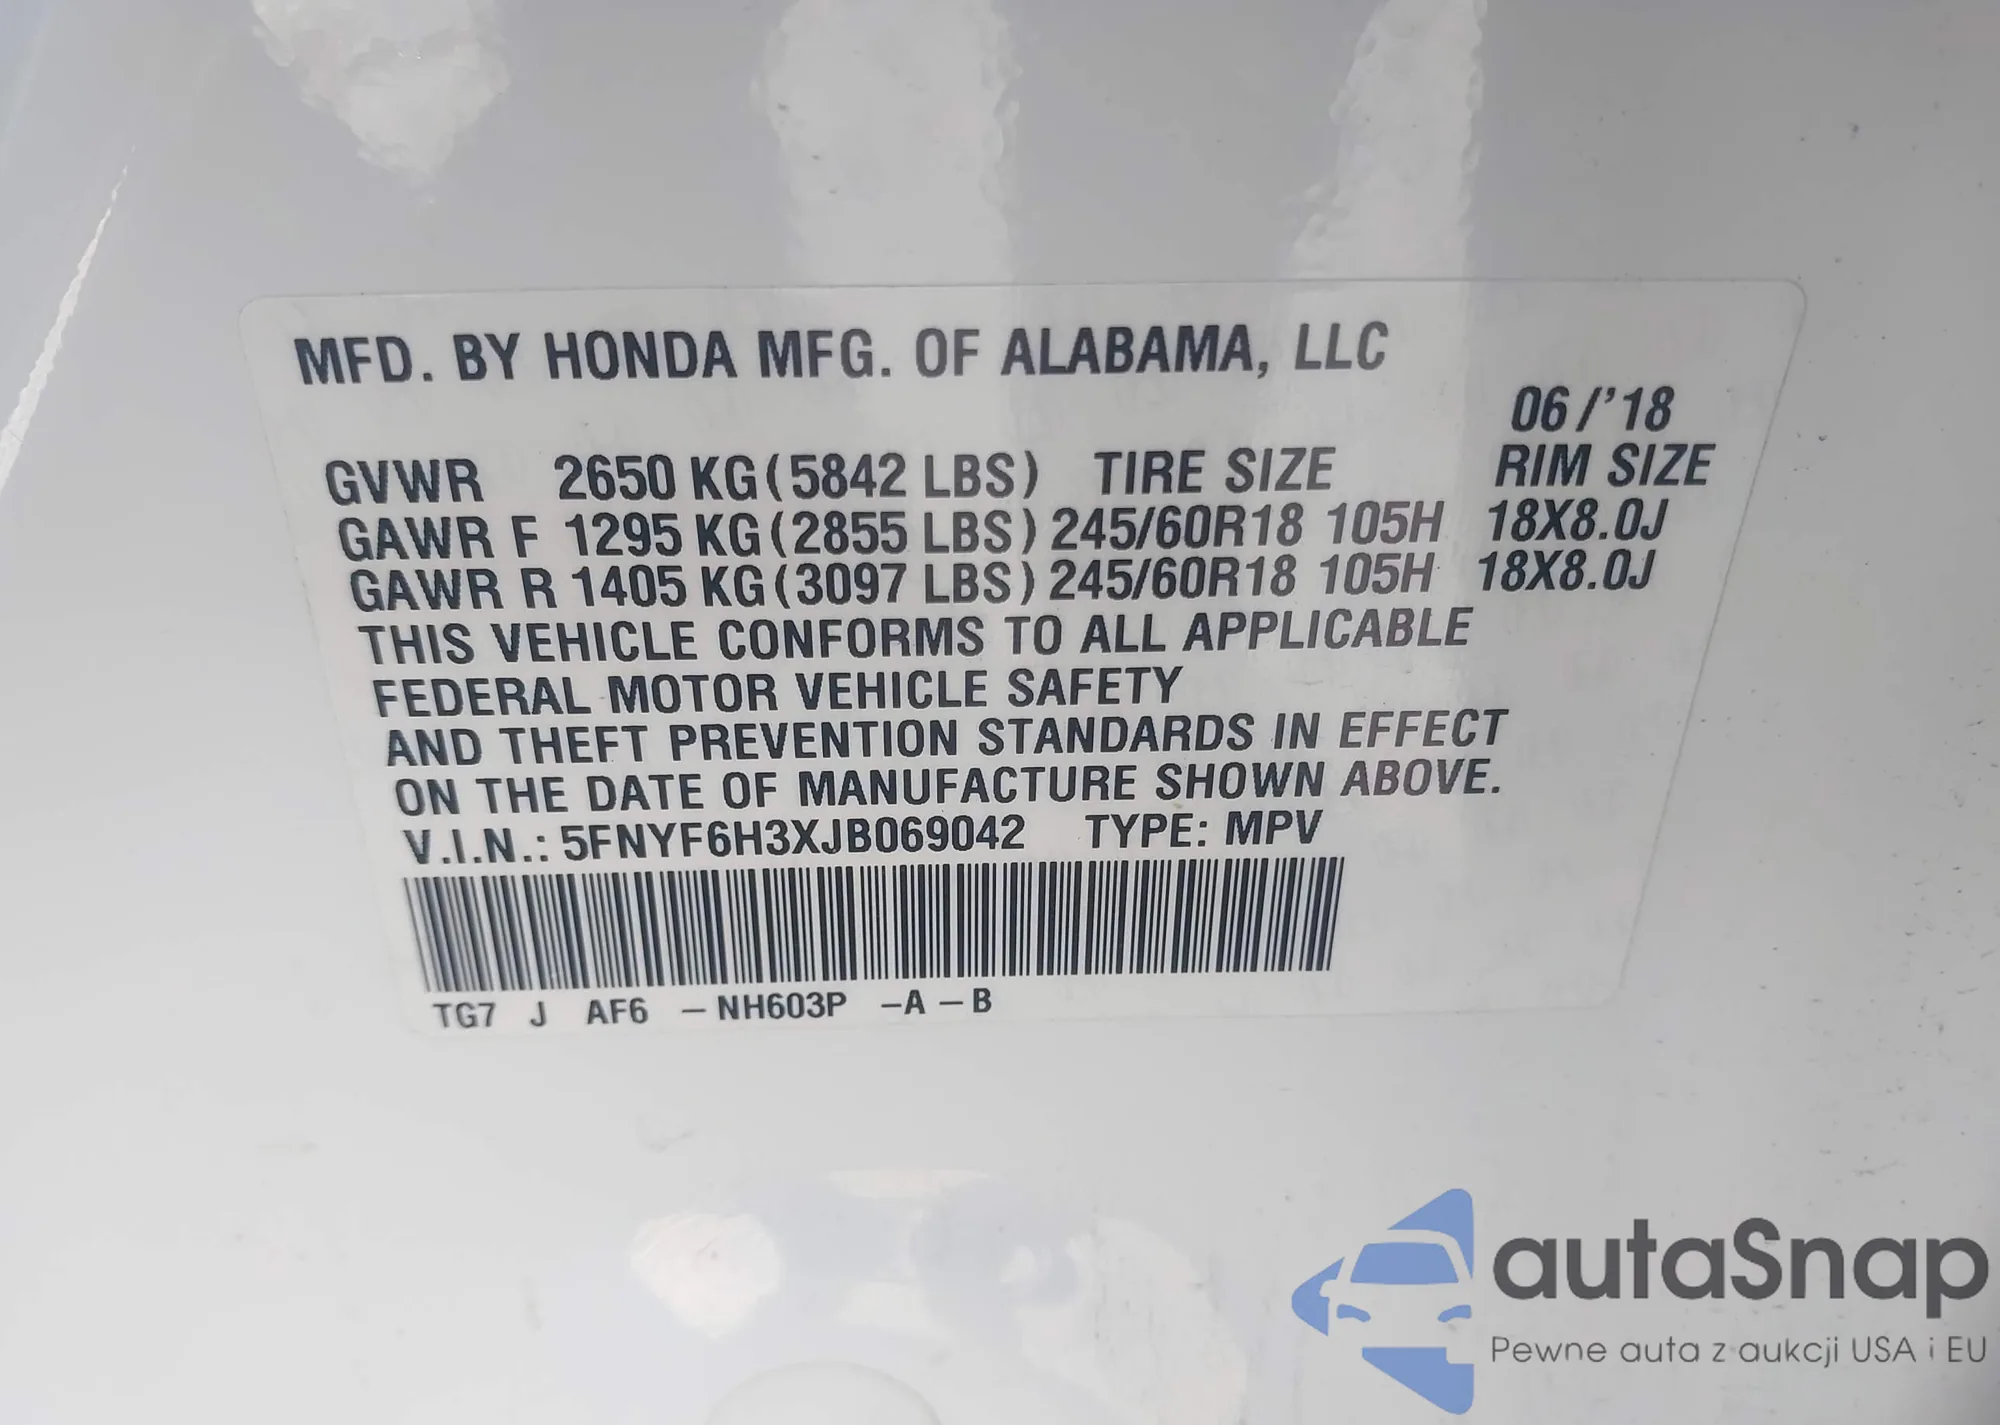 MFD. BY HONDA MFG. OF ALABAMA, LLC
06/'18
GVWR 2650 KG(5842 LBS) TIRE SIZE RIM SIZE
GAWR F 1295 KG(2855 LBS) 245/60R18 105H 18X8.0J
GAWR R 1405 KG(3097 LBS) 245/60R18 105H 18X8.0J
THIS VEHICLE CONFORMS TO ALL APPLICABLE
FEDERAL MOTOR VEHICLE SAFETY
AND THEFT PREVENTION STANDARDS IN EFFECT
ON THE DATE OF MANUFACTURE SHOWN ABOVE.
V.I.N.: 5FNYF6H3XJB069042 TYPE: MPV
TG7 J AF6 -NH603P -A -B
autaSnap
Pewne auta z aukcji USA i EU